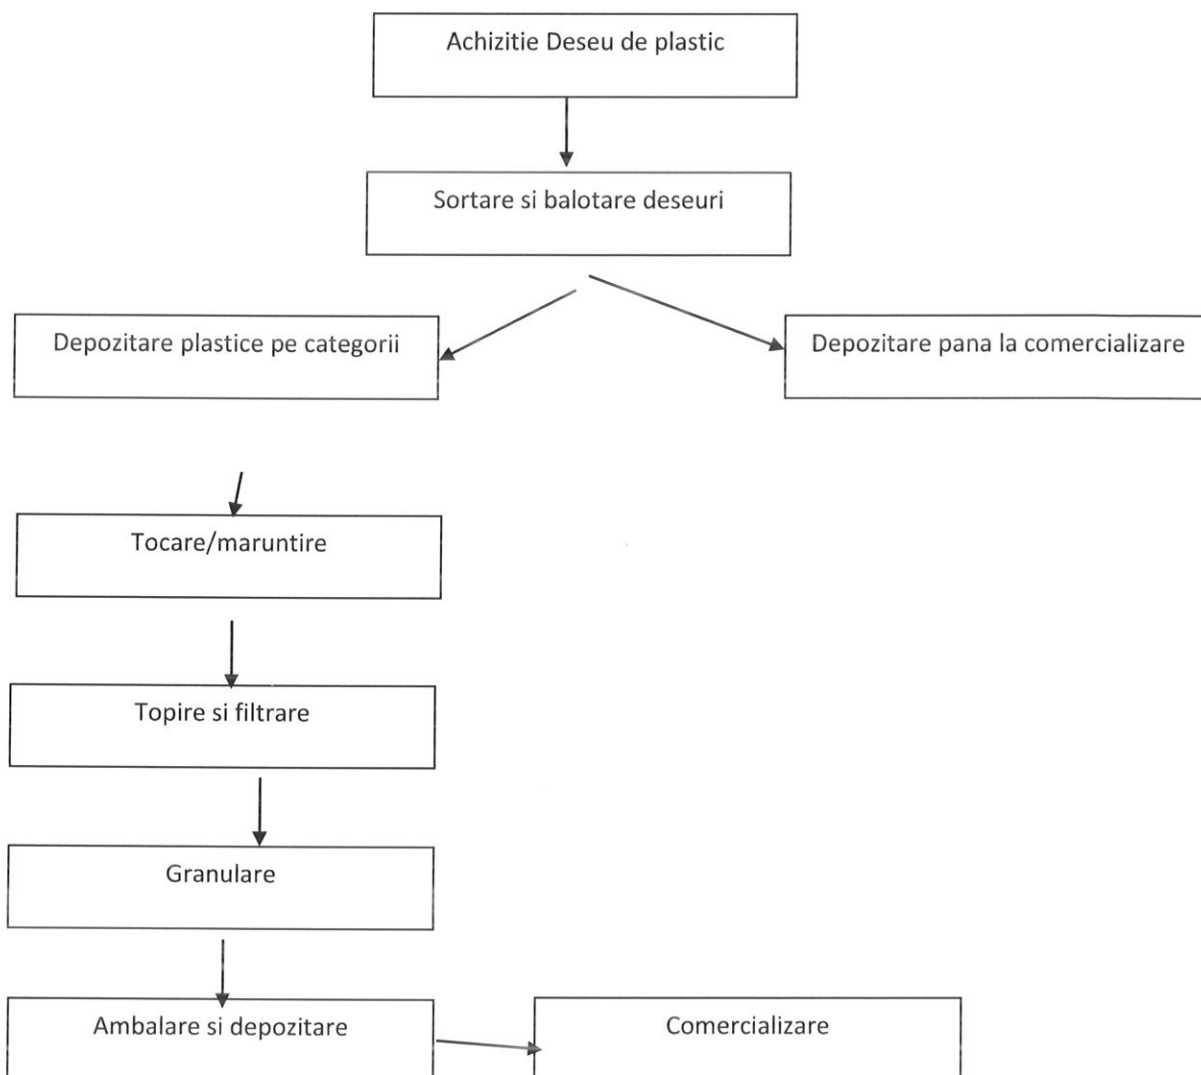 Achizitie Deseu de plastic
Sortare si balotare deseuri
Depozitare plastice pe categorii
Depozitare pana la comercializare
Tocare/maruntire
Topire si filtrare
Granulare
Ambalare si depozitare
Comercializare